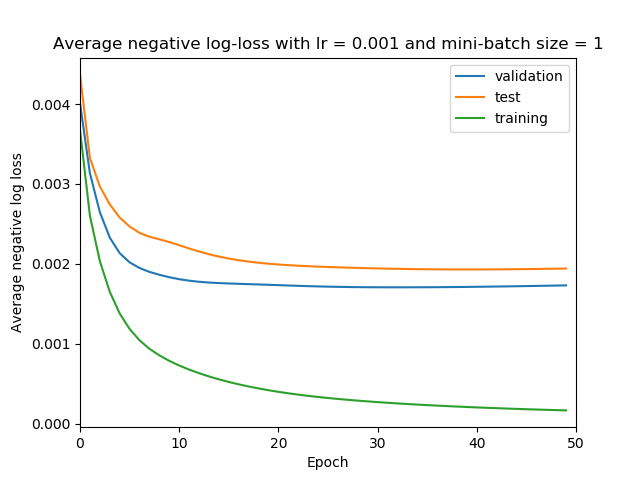 Average negative log-loss with lr = 0.001 and mini-batch size = 1
validation
test
training
Average negative log loss
0.004
0.003
0.002
0.001
0.000
0 10 20 30 40 50
Epoch